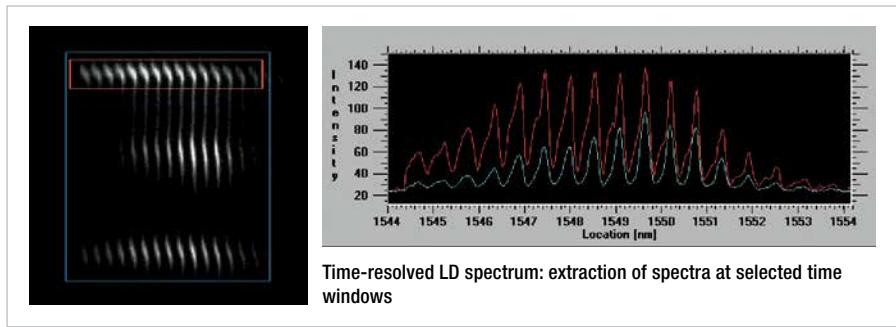 Intensity
140
120
100
80
60
40
20
1544 1545 1546 1547 1548 1549 1550 1551 1552 1553 1554
Location [nm]
Time-resolved LD spectrum: extraction of spectra at selected time
windows